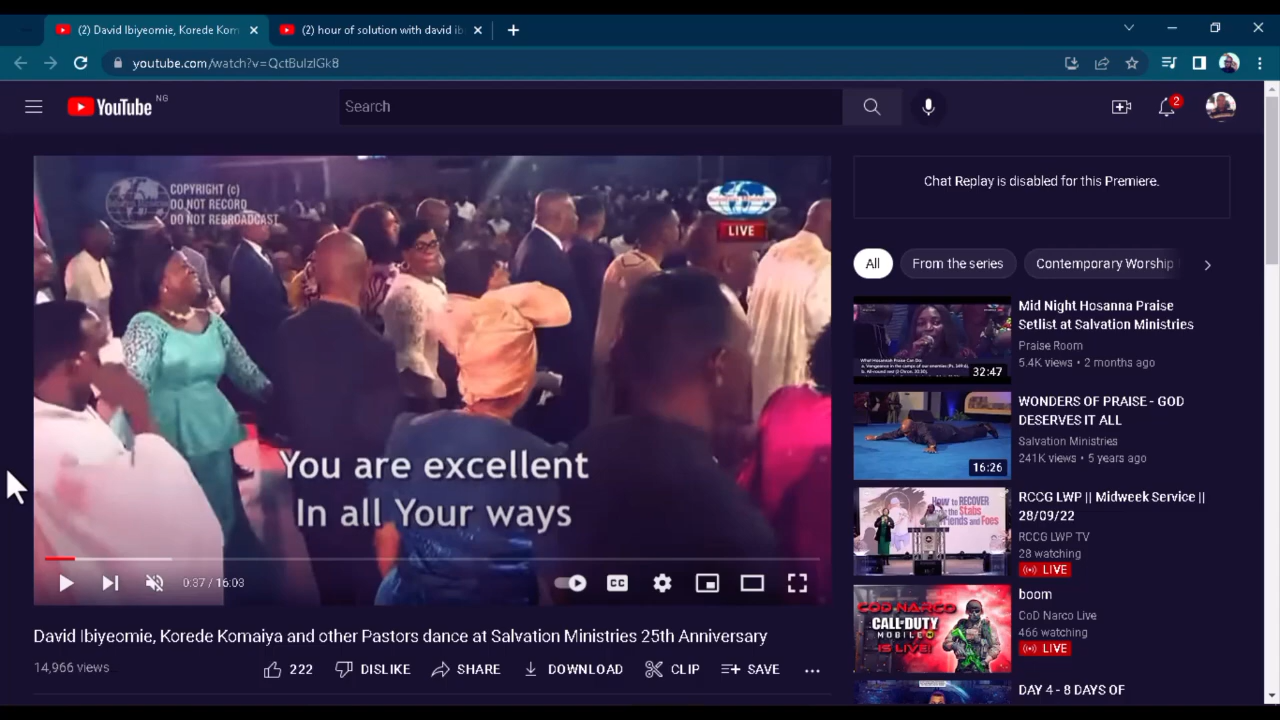 (2) David Ibiyeomie, Korede Kom
(2) hour of solution with david ib
youtube.com/watch?v=QctBuIzlGk8
YouTube NG
Search
2
COPYRIGHT (c)
DO NOT RECORD
DO NOT REBROADCAST
LIVE
You are excellent
In all Your ways
0:37 / 16:03
CC
David Ibiyeomie, Korede Komaiya and other Pastors dance at Salvation Ministries 25th Anniversary
14,966 views
222
DISLIKE
SHARE
DOWNLOAD
CLIP
SAVE
Chat Replay is disabled for this Premiere.
All
From the series
Contemporary Worship
32:47
Mid Night Hosanna Praise
Setlist at Salvation Ministries
Praise Room
5.4K views • 2 months ago
16:26
WONDERS OF PRAISE - GOD
DESERVES IT ALL
Salvation Ministries
241K views • 5 years ago
How to RECOVER
RCCG LWP || Midweek Service ||
28/09/22
RCCG LWP TV
28 watching
LIVE
COD NARCO
CALL OF DUTY
MOBILE
IS LIVE!
boom
CoD Narco Live
466 watching
LIVE
DAY 4 - 8 DAYS OF